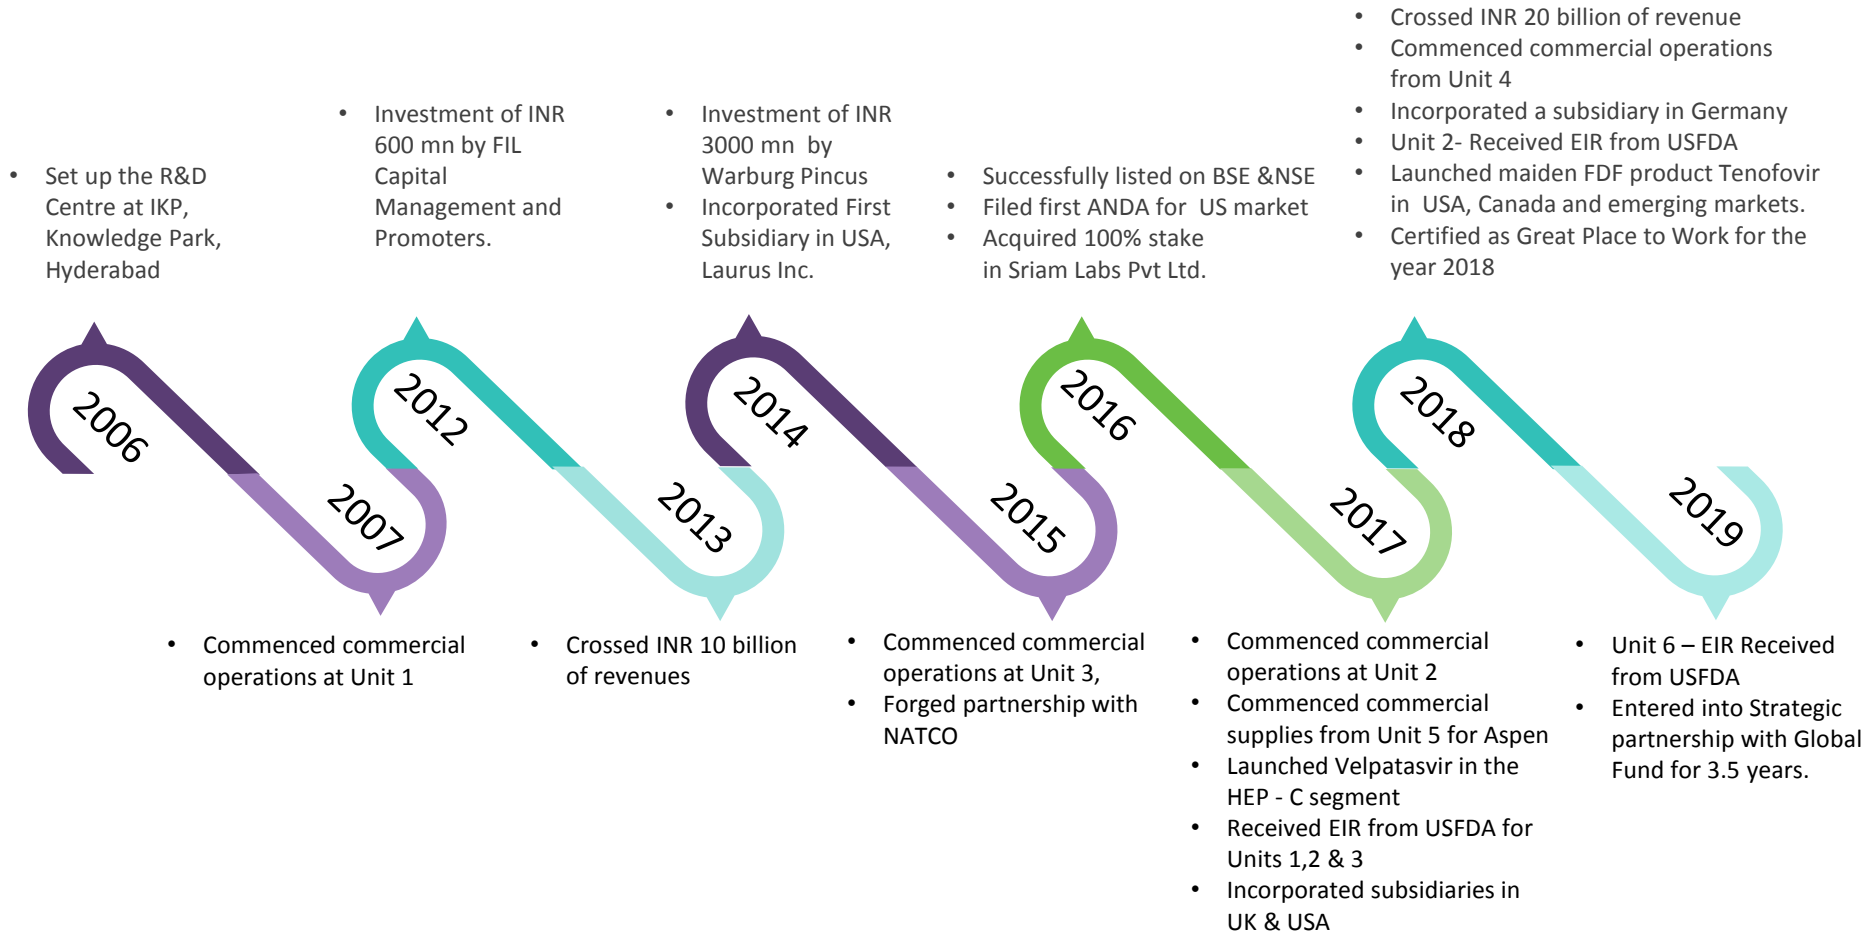 • Set up the R&D
Centre at IKP,
Knowledge Park,
Hyderabad
2006
• Commenced commercial
operations at Unit 1
2007
• Investment of INR
600 mn by FIL
Capital
Management and
Promoters.
2012
• Crossed INR 10 billion
of revenues
2013
• Investment of INR
3000 mn by
Warburg Pincus
• Incorporated First
Subsidiary in USA,
Laurus Inc.
2014
• Commenced commercial
operations at Unit 3,
• Forged partnership with
NATCO
2015
• Successfully listed on BSE &NSE
• Filed first ANDA for US market
• Acquired 100% stake
in Sriam Labs Pvt Ltd.
2016
• Commenced commercial
operations at Unit 2
• Commenced commercial
supplies from Unit 5 for Aspen
• Launched Velpatasvir in the
HEP - C segment
• Received EIR from USFDA for
Units 1,2 & 3
• Incorporated subsidiaries in
UK & USA
2017
• Crossed INR 20 billion of revenue
• Commenced commercial operations
from Unit 4
• Incorporated a subsidiary in Germany
• Unit 2- Received EIR from USFDA
• Launched maiden FDF product Tenofovir
in USA, Canada and emerging markets.
• Certified as Great Place to Work for the
year 2018
2018
• Unit 6 – EIR Received
from USFDA
• Entered into Strategic
partnership with Global
Fund for 3.5 years.
2019